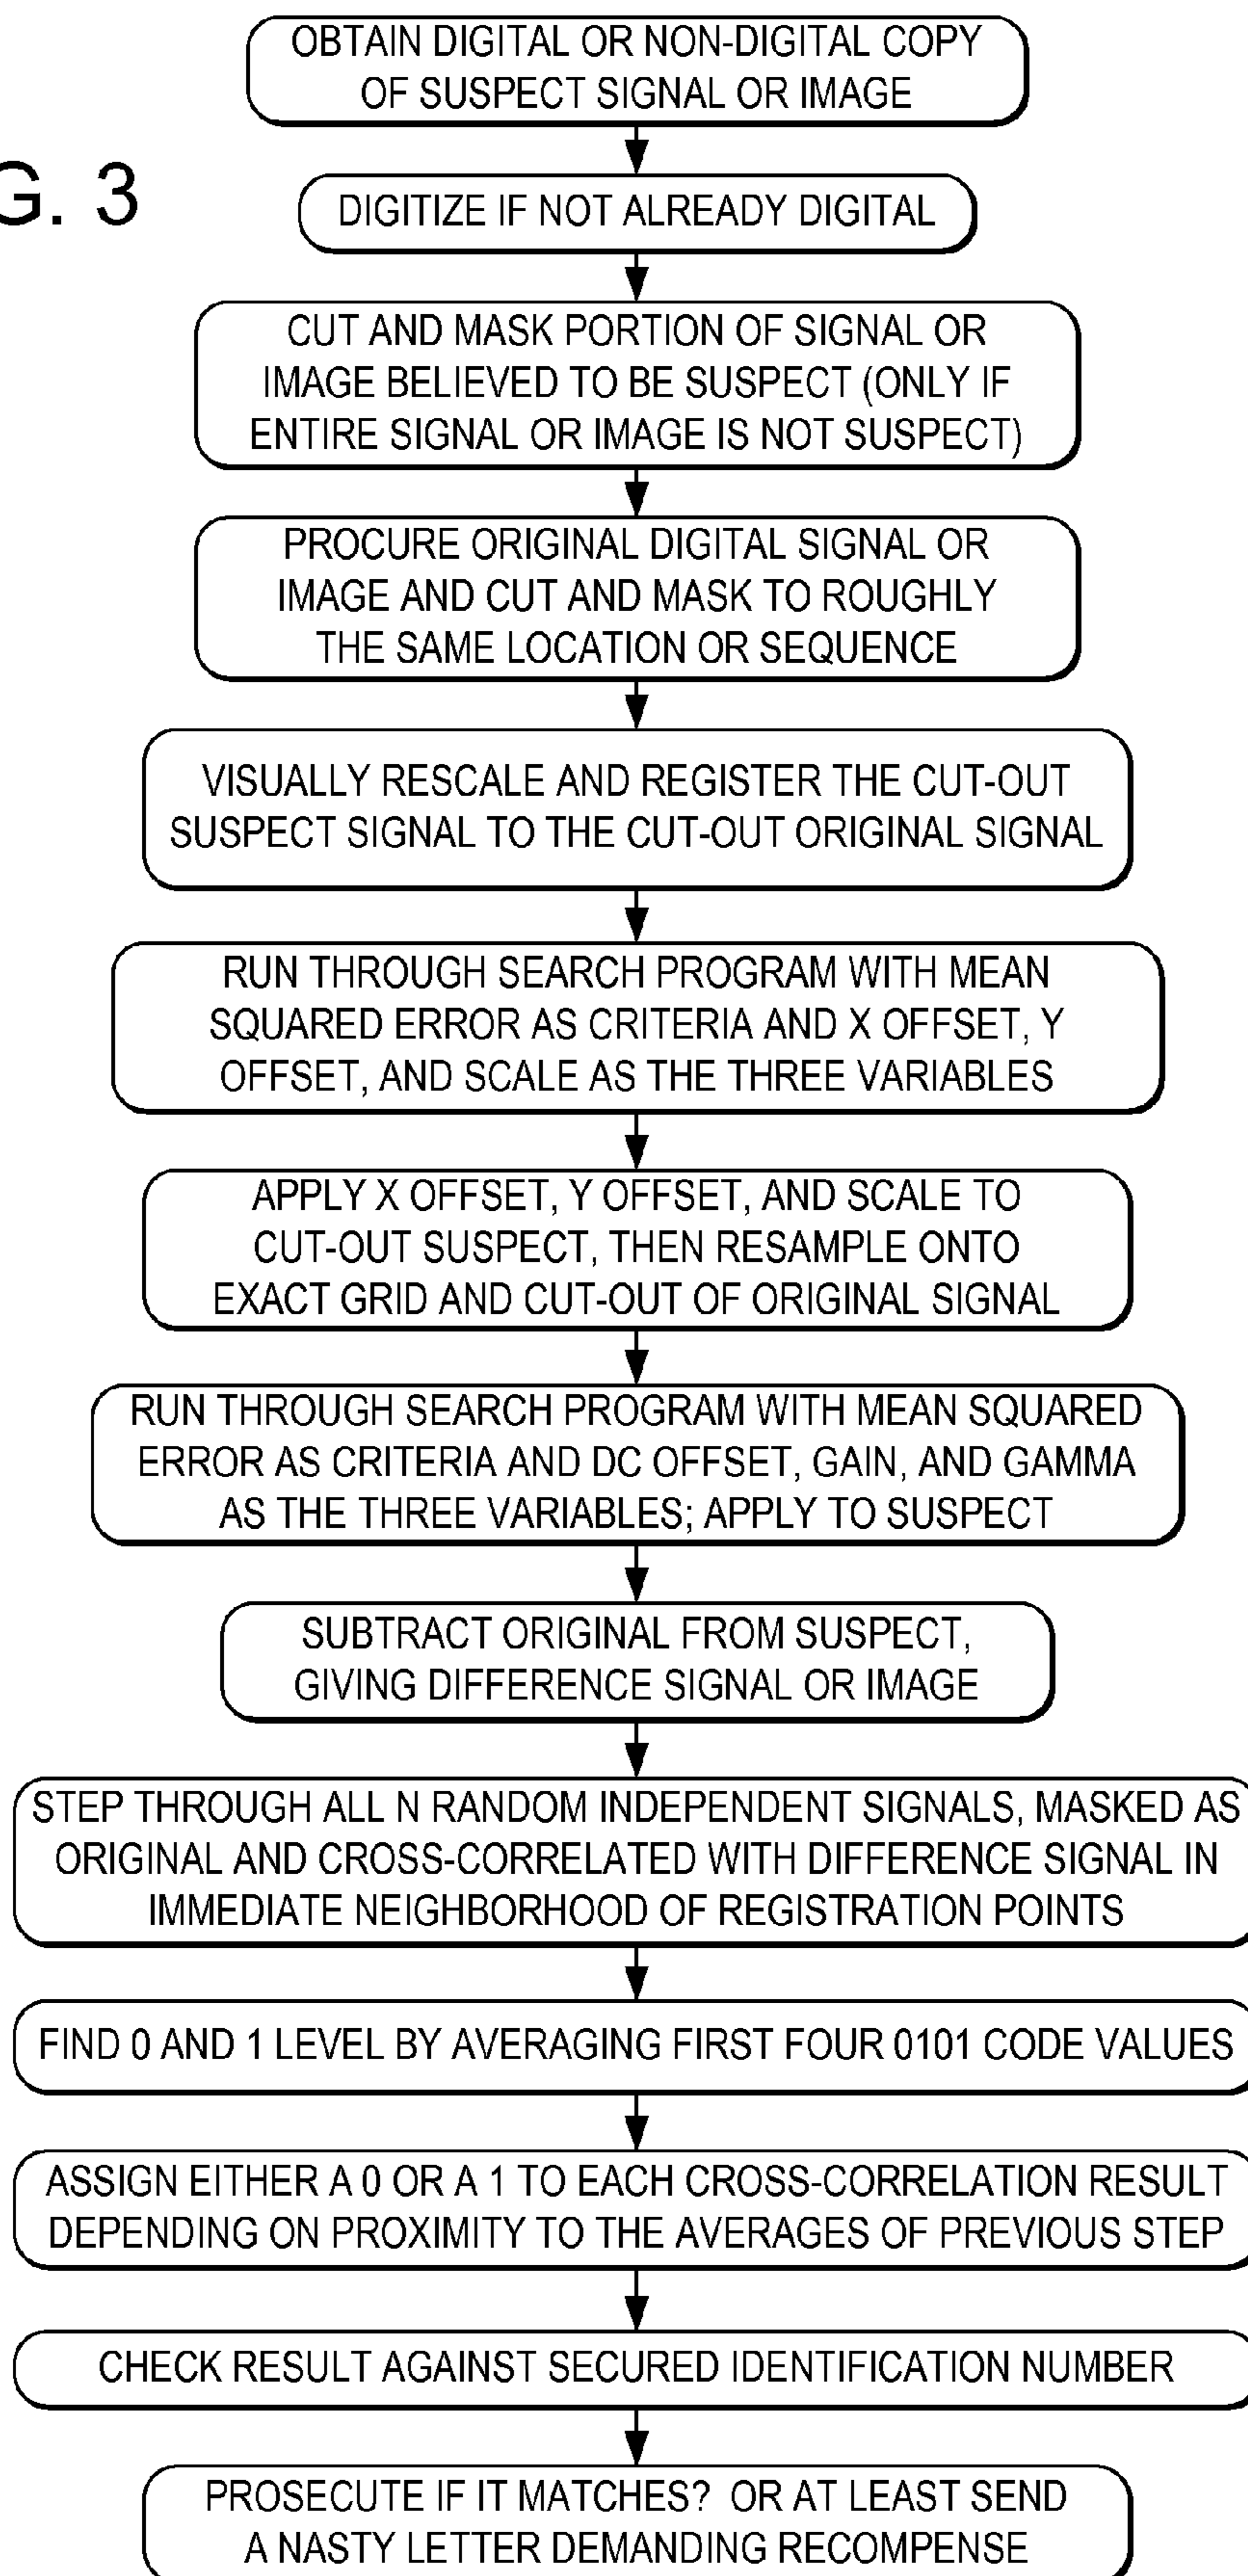 OBTAIN DIGITAL OR NON-DIGITAL COPY
OF SUSPECT SIGNAL OR IMAGE
G. 3
DIGITIZE IF NOT ALREADY DIGITAL
CUT AND MASK PORTION OF SIGNAL OR
IMAGE BELIEVED TO BE SUSPECT (ONLY IF
ENTIRE SIGNAL OR IMAGE IS NOT SUSPECT)
PROCURE ORIGINAL DIGITAL SIGNAL OR
IMAGE AND CUT AND MASK TO ROUGHLY
THE SAME LOCATION OR SEQUENCE
VISUALLY RESCALE AND REGISTER THE CUT-OUT
SUSPECT SIGNAL TO THE CUT-OUT ORIGINAL SIGNAL
RUN THROUGH SEARCH PROGRAM WITH MEAN
SQUARED ERROR AS CRITERIA AND X OFFSET, Y
OFFSET, AND SCALE AS THE THREE VARIABLES
APPLY X OFFSET, Y OFFSET, AND SCALE TO
CUT-OUT SUSPECT, THEN RESAMPLE ONTO
EXACT GRID AND CUT-OUT OF ORIGINAL SIGNAL
RUN THROUGH SEARCH PROGRAM WITH MEAN SQUARED
ERROR AS CRITERIA AND DC OFFSET, GAIN, AND GAMMA
AS THE THREE VARIABLES; APPLY TO SUSPECT
SUBTRACT ORIGINAL FROM SUSPECT,
GIVING DIFFERENCE SIGNAL OR IMAGE
STEP THROUGH ALL N RANDOM INDEPENDENT SIGNALS, MASKED AS
ORIGINAL AND CROSS-CORRELATED WITH DIFFERENCE SIGNAL IN
IMMEDIATE NEIGHBORHOOD OF REGISTRATION POINTS
FIND 0 AND 1 LEVEL BY AVERAGING FIRST FOUR 0101 CODE VALUES
ASSIGN EITHER A 0 OR A 1 TO EACH CROSS-CORRELATION RESULT
DEPENDING ON PROXIMITY TO THE AVERAGES OF PREVIOUS STEP
CHECK RESULT AGAINST SECURED IDENTIFICATION NUMBER
PROSECUTE IF IT MATCHES? OR AT LEAST SEND
A NASTY LETTER DEMANDING RECOMPENSE